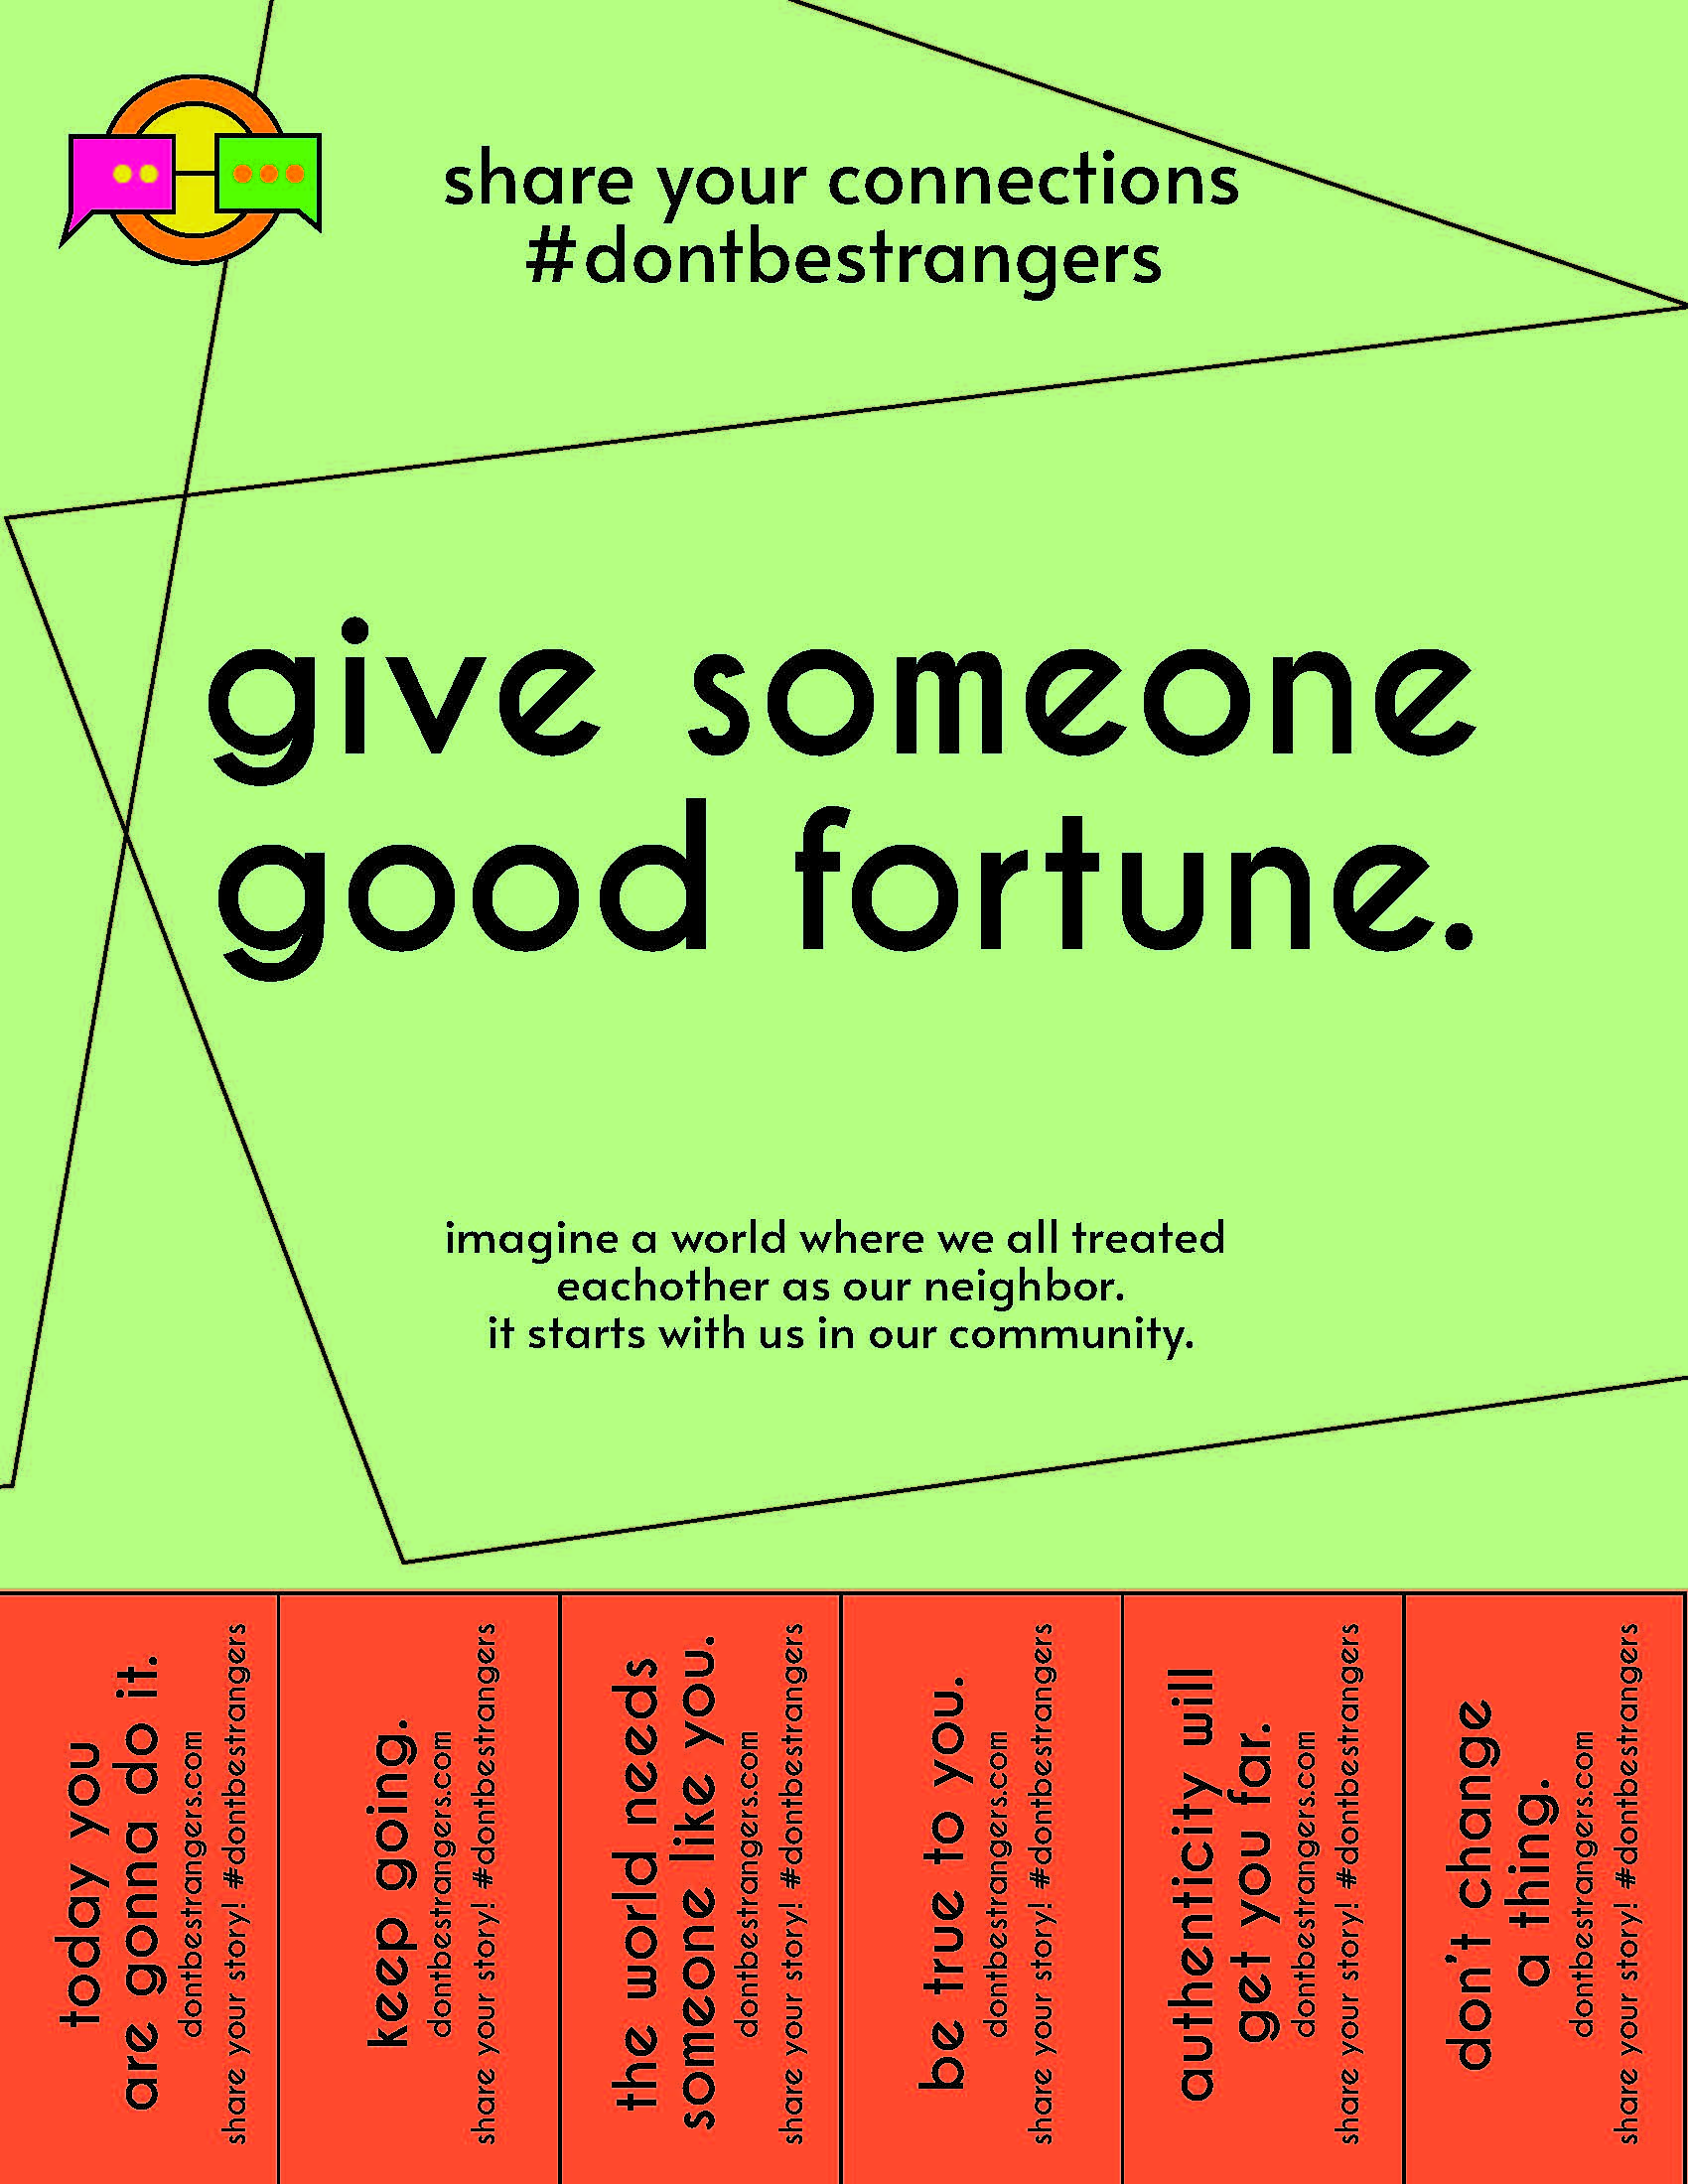 share your connections
#dontbestrangers
give someone
good fortune.
imagine a world where we all treated
eachother as our neighbor.
it starts with us in our community.
today you
are gonna do it.
dontbestrangers.com
share your story! #dontbestrangers
keep going.
dontbestrangers.com
share your story! #dontbestrangers
the world needs
someone like you.
dontbestrangers.com
share your story! #dontbestrangers
be true to you.
dontbestrangers.com
share your story! #dontbestrangers
authenticity will
get you far.
dontbestrangers.com
share your story! #dontbestrangers
don't change
a thing.
dontbestrangers.com
share your story! #dontbestrangers